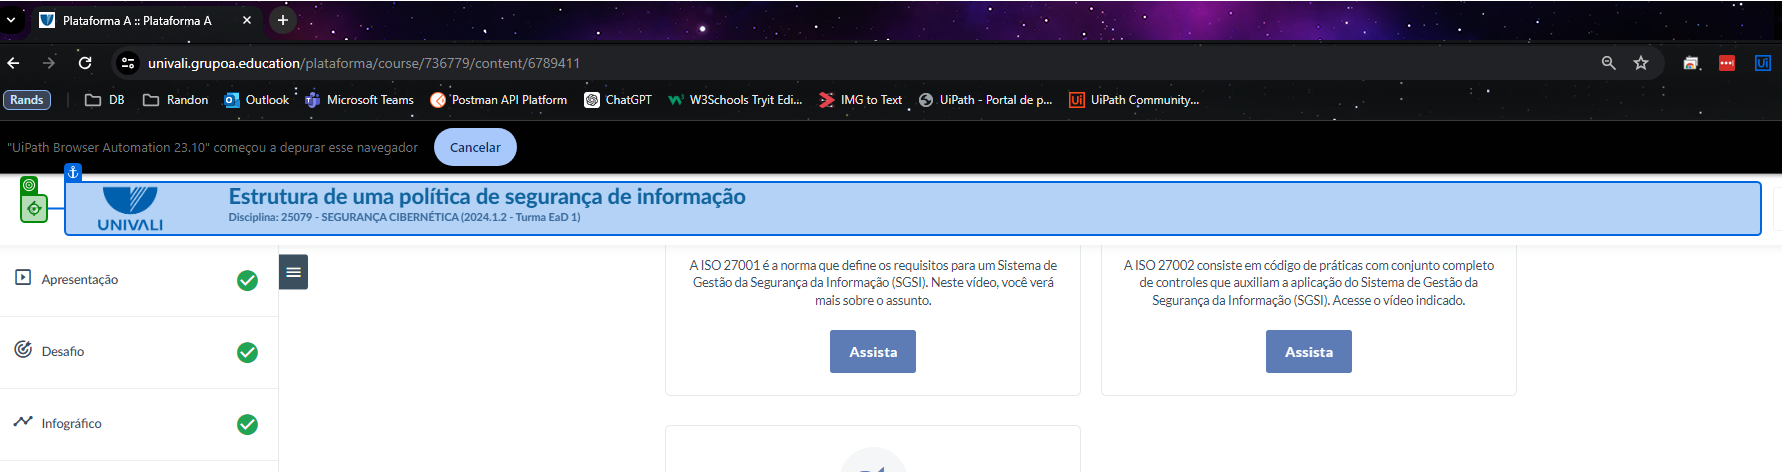 Plataforma A :: Plataforma A
univali.grupoa.education/plataforma/course/736779/content/6789411
Rands DB Randon Outlook Microsoft Teams Postman API Platform ChatGPT W3Schools Tryit Edi... IMG to Text UiPath - Portal de p... Ui UiPath Community...
"UiPath Browser Automation 23.10" começou a depurar esse navegador Cancelar
UNIVALI
Estrutura de uma política de segurança de informação
Disciplina: 25079 - SEGURANÇA CIBERNÉTICA (2024.1.2 - Turma EaD 1)
Apresentação
Desafio
Infográfico
A ISO 27001 é a norma que define os requisitos para um Sistema de
Gestão da Segurança da Informação (SGSI). Neste vídeo, você verá
mais sobre o assunto.
Assista
A ISO 27002 consiste em código de práticas com conjunto completo
de controles que auxiliam a aplicação do Sistema de Gestão da
Segurança da Informação (SGSI). Acesse o vídeo indicado.
Assista